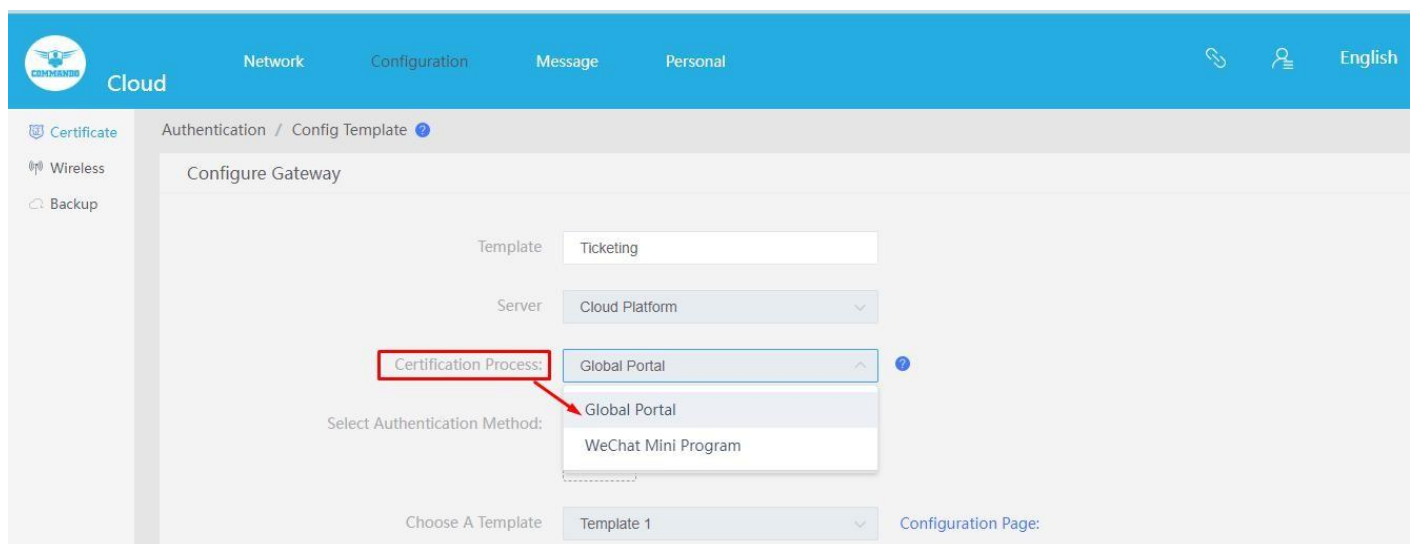 COMMANDO
Cloud
Network Configuration Message Personal English
Certificate
Wireless
Backup
Authentication / Config Template ?
Configure Gateway
Template Ticketing
Server Cloud Platform
Certification Process: Global Portal ?
Global Portal
Select Authentication Method:
WeChat Mini Program
Choose A Template Template 1 Configuration Page: